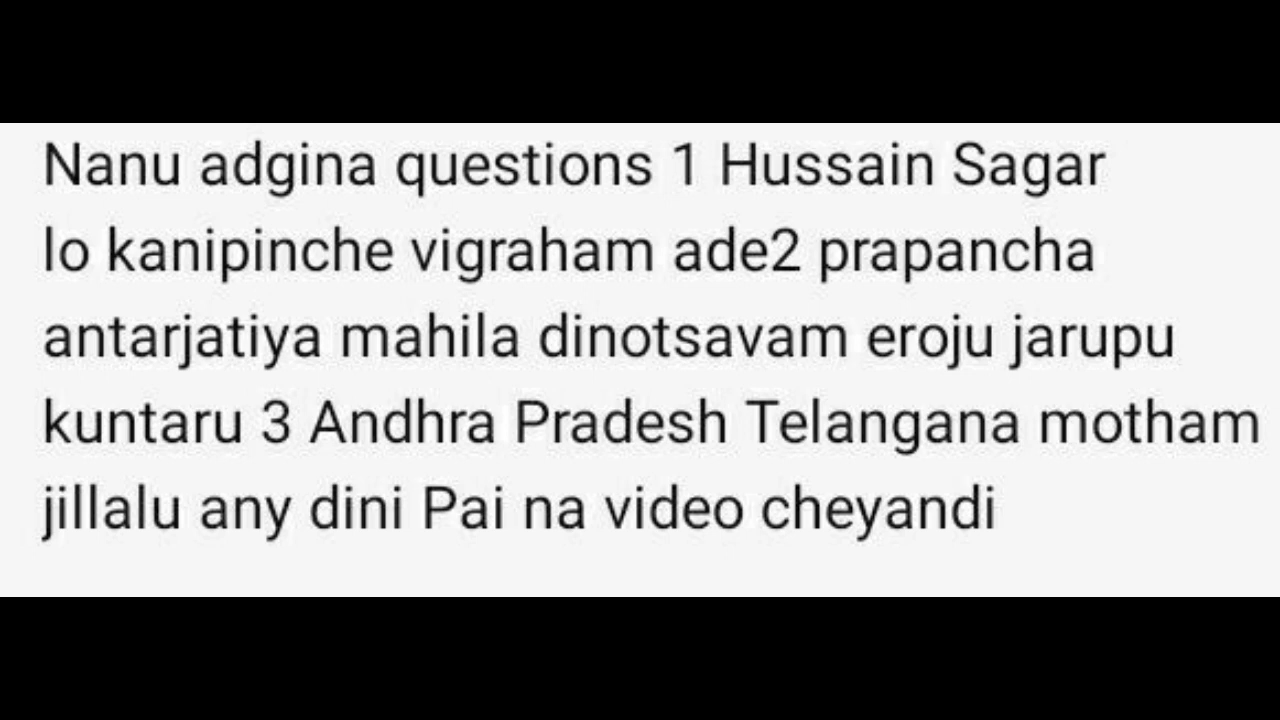 Nanu adgina questions 1 Hussain Sagar
lo kanipinche vigraham ade2 prapancha
antarjatiya mahila dinotsavam eroju jarupu
kuntaru 3 Andhra Pradesh Telangana motham
jillalu any dini Pai na video cheyandi